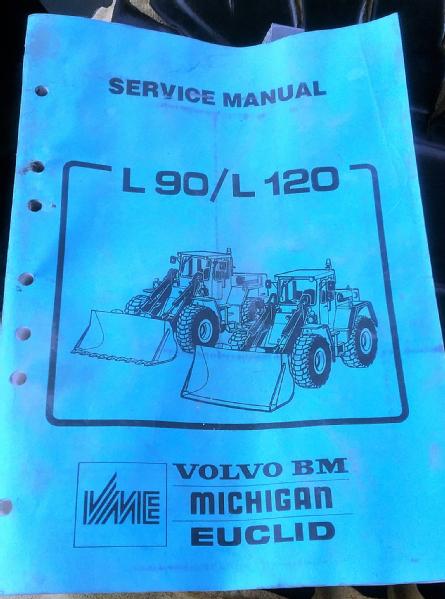 SERVICE MANUAL
L 90/L 120
VME
VOLVO BM
MICHIGAN
EUCLID